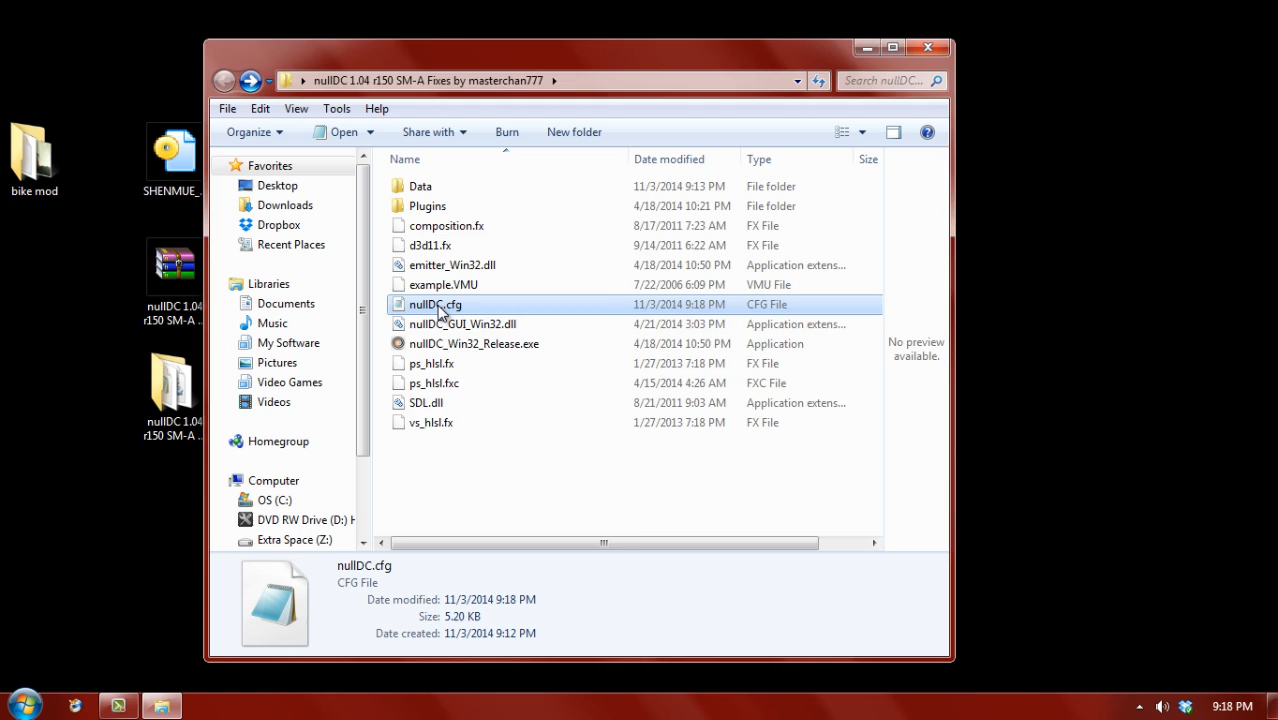 bike mod
SHENMUE_...
nullDC 1.04
r150 SM-A ...
nullDC 1.04
r150 SM-A ...
nullDC 1.04 r150 SM-A Fixes by masterchan777
Search nullDC...
File Edit View Tools Help
Organize Open Share with Burn New folder
Favorites
Desktop
Downloads
Dropbox
Recent Places
Libraries
Documents
Music
My Software
Pictures
Video Games
Videos
Homegroup
Computer
OS (C:)
DVD RW Drive (D:) H
Extra Space (Z:)
Name Date modified Type Size
Data 11/3/2014 9:13 PM File folder
Plugins 4/18/2014 10:21 PM File folder
composition.fx 8/17/2011 7:23 AM FX File
d3d11.fx 9/14/2011 6:22 AM FX File
emitter_Win32.dll 4/18/2014 10:50 PM Application extens...
example.VMU 7/22/2006 6:09 PM VMU File
nullDC.cfg 11/3/2014 9:18 PM CFG File
nullDC_GUI_Win32.dll 4/21/2014 3:03 PM Application extens...
nullDC_Win32_Release.exe 4/18/2014 10:50 PM Application
ps_hlsl.fx 1/27/2013 7:18 PM FX File
ps_hlsl.fxc 4/15/2014 4:26 AM FXC File
SDL.dll 8/21/2011 9:03 AM Application extens...
vs_hlsl.fx 1/27/2013 7:18 PM FX File
No preview
available.
nullDC.cfg
CFG File
Date modified: 11/3/2014 9:18 PM
Size: 5.20 KB
Date created: 11/3/2014 9:12 PM
9:18 PM